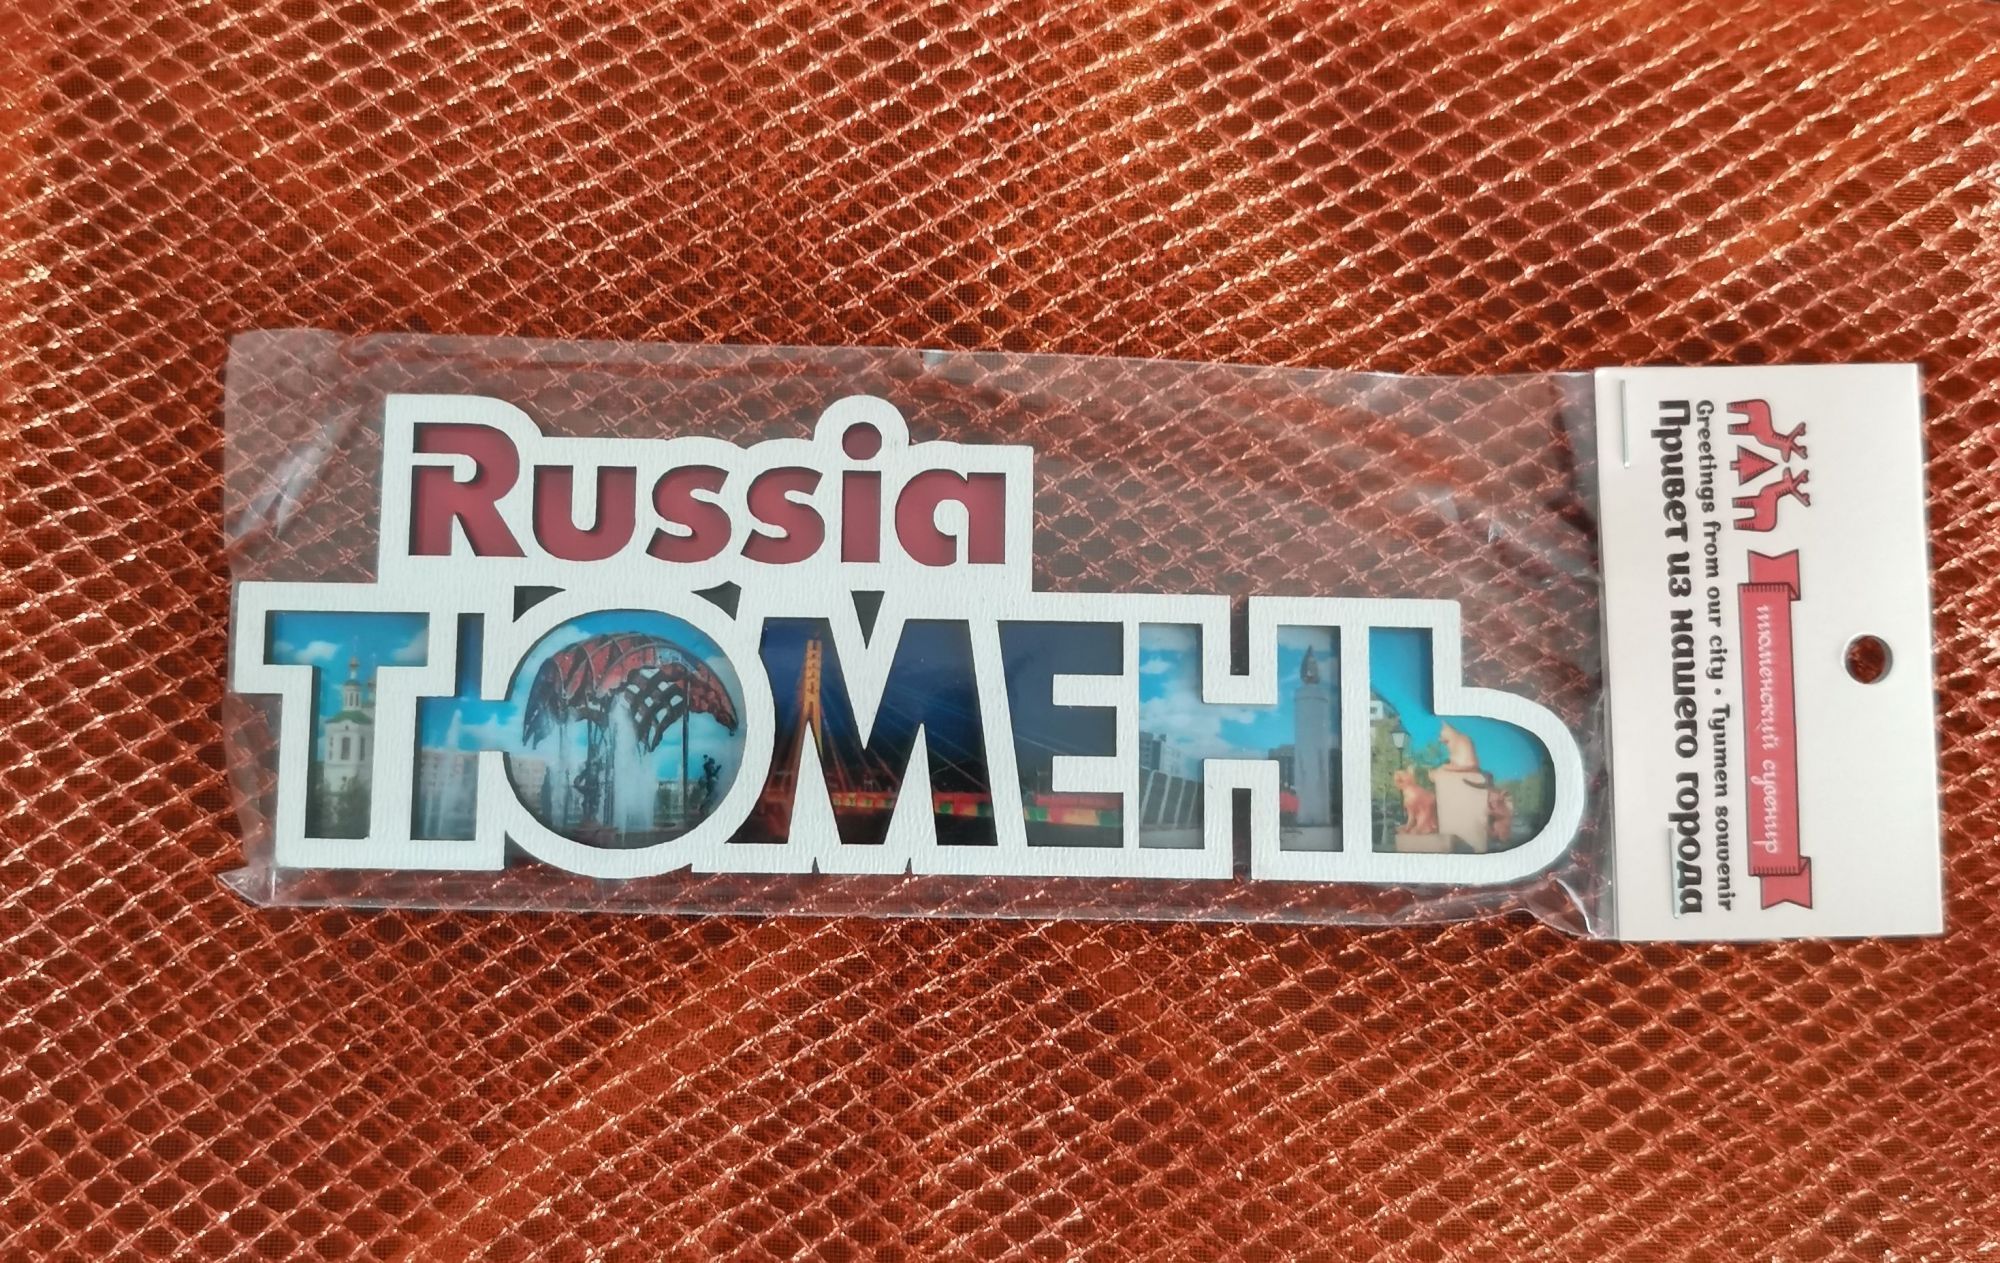 Russia
ТЮМЕНЬ
тюменский сувенир
Greetings from our city • Tyumen souvenir
Привет из нашего города